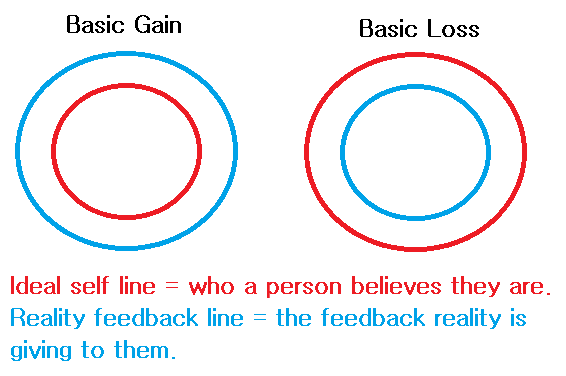 Basic Gain
Basic Loss
Ideal self line = who a person believes they are.
Reality feedback line = the feedback reality is
giving to them.